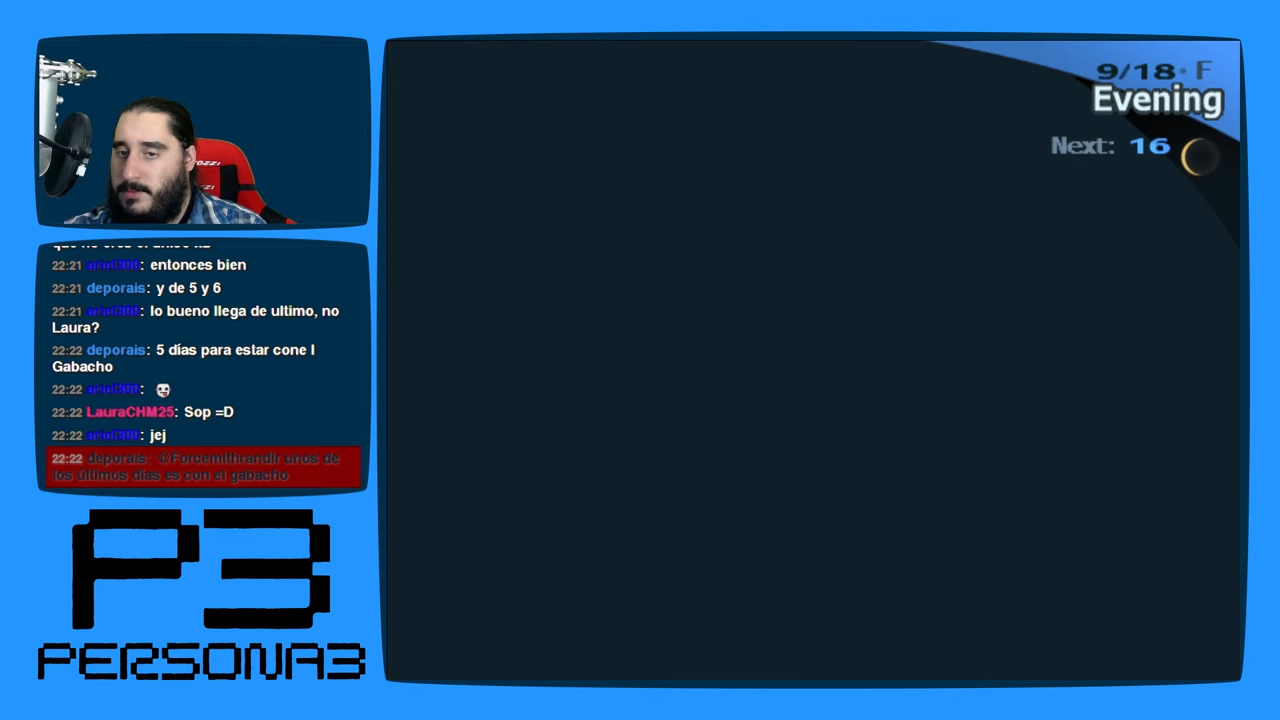 9/18 · F
Evening
Next: 16
22:21 ariel300: entonces bien
22:21 deporais: y de 5 y 6
22:21 : lo bueno llega de ultimo, no
Laura?
22:22 deporais: 5 días para estar cone l
Gabacho
22:22 :
22:22 LauraCHM25: Sop =D
22:22 : jej
22:22 deporais: @Forcemithrandir unos de
los últimos días es con el gabacho
P3
PERSONA3